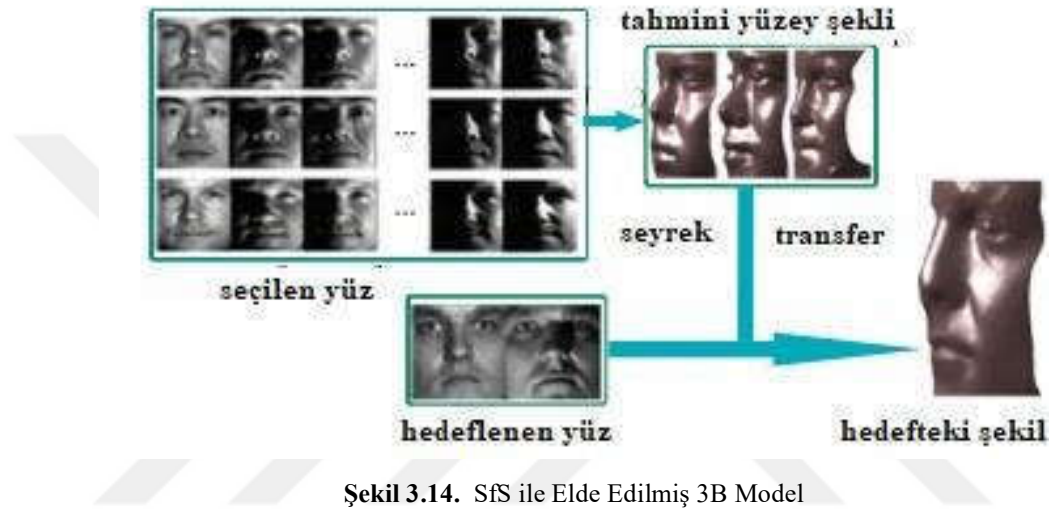 tahmini yüzey şekli
...
...
...
...
...
...
seyrek
transfer
seçilen yüz
hedeflenen yüz
hedefteki şekil
Şekil 3.14. SfS ile Elde Edilmiş 3B Model